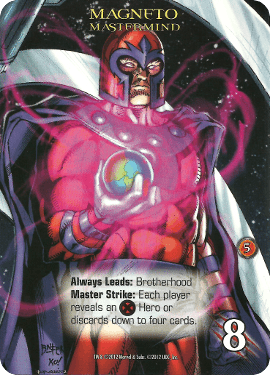 MAGNETO
MASTERMIND
5
Always Leads: Brotherhood
Master Strike: Each player
reveals an Hero or
discards down to four cards.
8